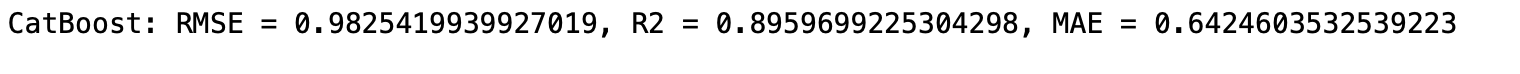 CatBoost: RMSE = 0.9825419939927019, R2 = 0.8959699225304298, MAE = 0.6424603532539223